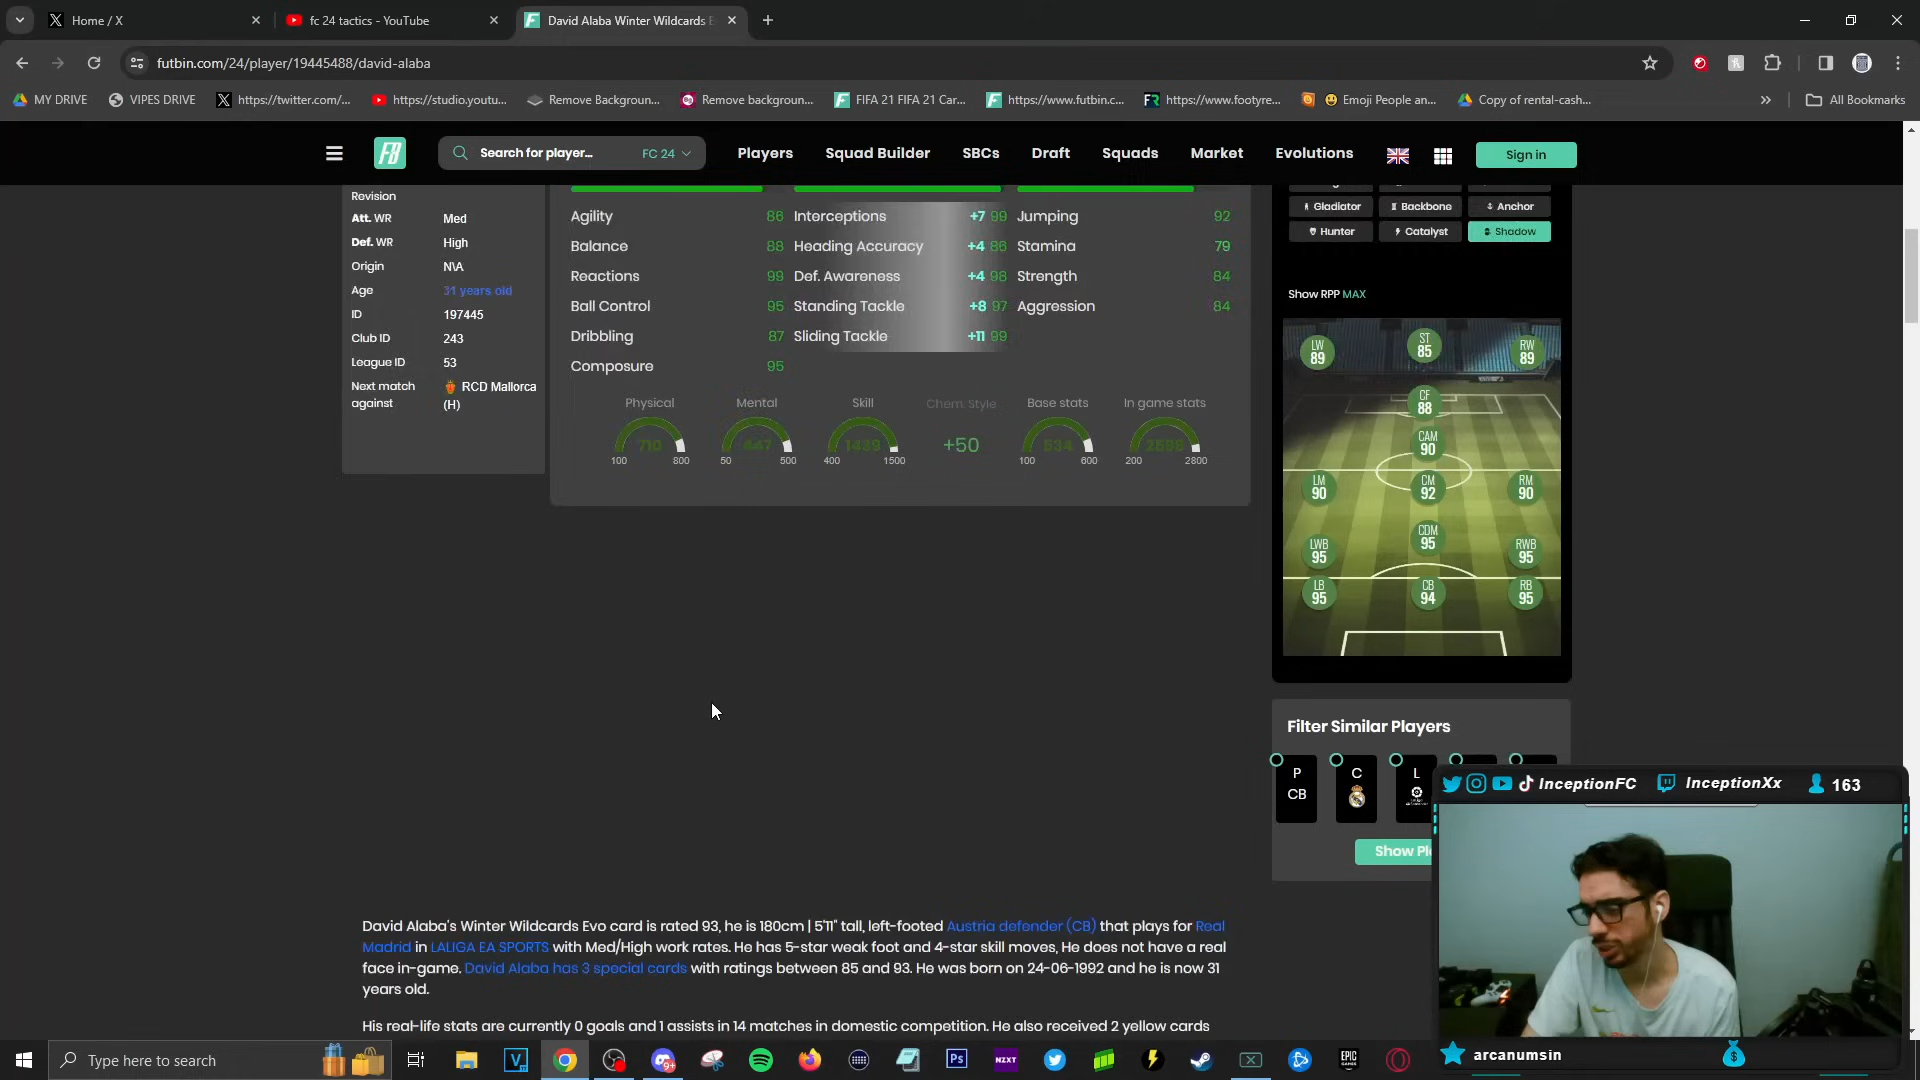 Home / X
fc 24 tactics - YouTube
David Alaba Winter Wildcards E
futbin.com/24/player/19445488/david-alaba
MY DRIVE
VIPES DRIVE
https://twitter.com/...
https://studio.youtu...
Remove Backgroun...
Remove backgroun...
FIFA 21 FIFA 21 Car...
https://www.futbin.c...
https://www.footyre...
Emoji People an...
Copy of rental-cash...
All Bookmarks
FB
Search for player...
FC 24
Players
Squad Builder
SBCs
Draft
Squads
Market
Evolutions
Sign in
Revision
Att. WR Med
Def. WR High
Origin N\A
Age 31 years old
ID 197445
Club ID 243
League ID 53
Next match against RCD Mallorca (H)
Agility 86
Balance 88
Reactions 99
Ball Control 95
Dribbling 87
Composure 95
Interceptions +7 99
Heading Accuracy +4 86
Def. Awareness +4 98
Standing Tackle +8 97
Sliding Tackle +11 99
Jumping 92
Stamina 79
Strength 84
Aggression 84
Physical
710
100 800
Mental
447
50 500
Skill
1439
400 1500
Chem. Style
+50
Base stats
534
100 600
In game stats
2596
200 2800
Gladiator
Backbone
Anchor
Hunter
Catalyst
Shadow
Show RPP MAX
LW 89
ST 85
RW 89
CF 88
CAM 90
LM 90
CM 92
RM 90
CDM 95
LWB 95
RWB 95
LB 95
CB 94
RB 95
Filter Similar Players
P
CB
C
L
Show Pl
InceptionFC
InceptionXx
163
arcanumsin
David Alaba's Winter Wildcards Evo card is rated 93, he is 180cm | 5'11" tall, left-footed Austria defender (CB) that plays for Real
Madrid in LALIGA EA SPORTS with Med/High work rates. He has 5-star weak foot and 4-star skill moves, He does not have a real
face in-game. David Alaba has 3 special cards with ratings between 85 and 93. He was born on 24-06-1992 and he is now 31
years old.
His real-life stats are currently 0 goals and 1 assists in 14 matches in domestic competition. He also received 2 yellow cards
Type here to search
9+
Ps
NZXT
EPIC GAMES